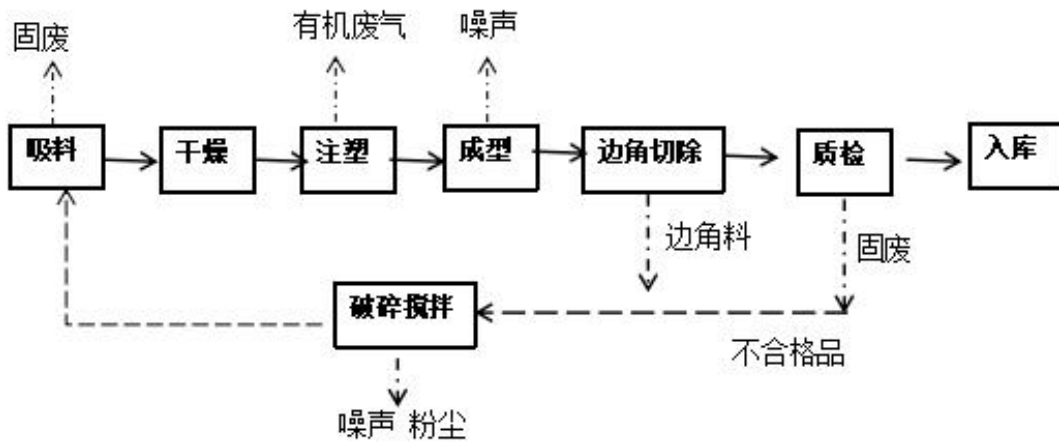 固废
有机废气
噪声
吸料
干燥
注塑
成型
边角切除
质检
入库
边角料
固废
破碎搅拌
不合格品
噪声 粉尘